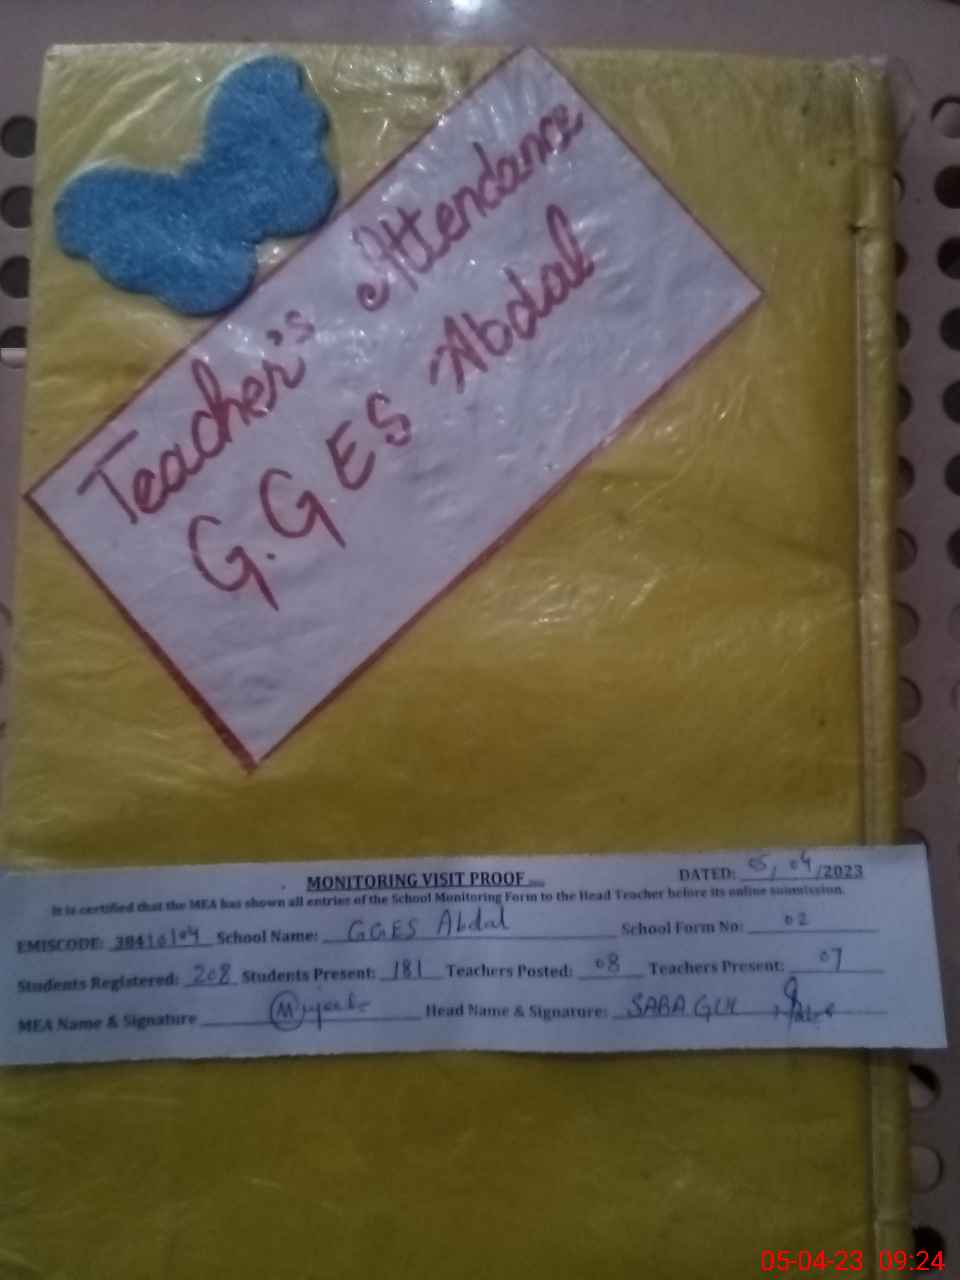 Teacher's Attendance
G.G ES Abdal
MONITORING VISIT PROOF
DATED: 05/04/2023
It is certified that the MEA has shown all entries of the School Monitoring Form to the Head Teacher before its online submission.
EMISCODE: 38410104 School Name: GGES Abdal School Form No: 02
Students Registered: 208 Students Present: 181 Teachers Posted: 08 Teachers Present: 07
MEA Name & Signature Head Name & Signature: SABA GUL
05-04-23 09:24